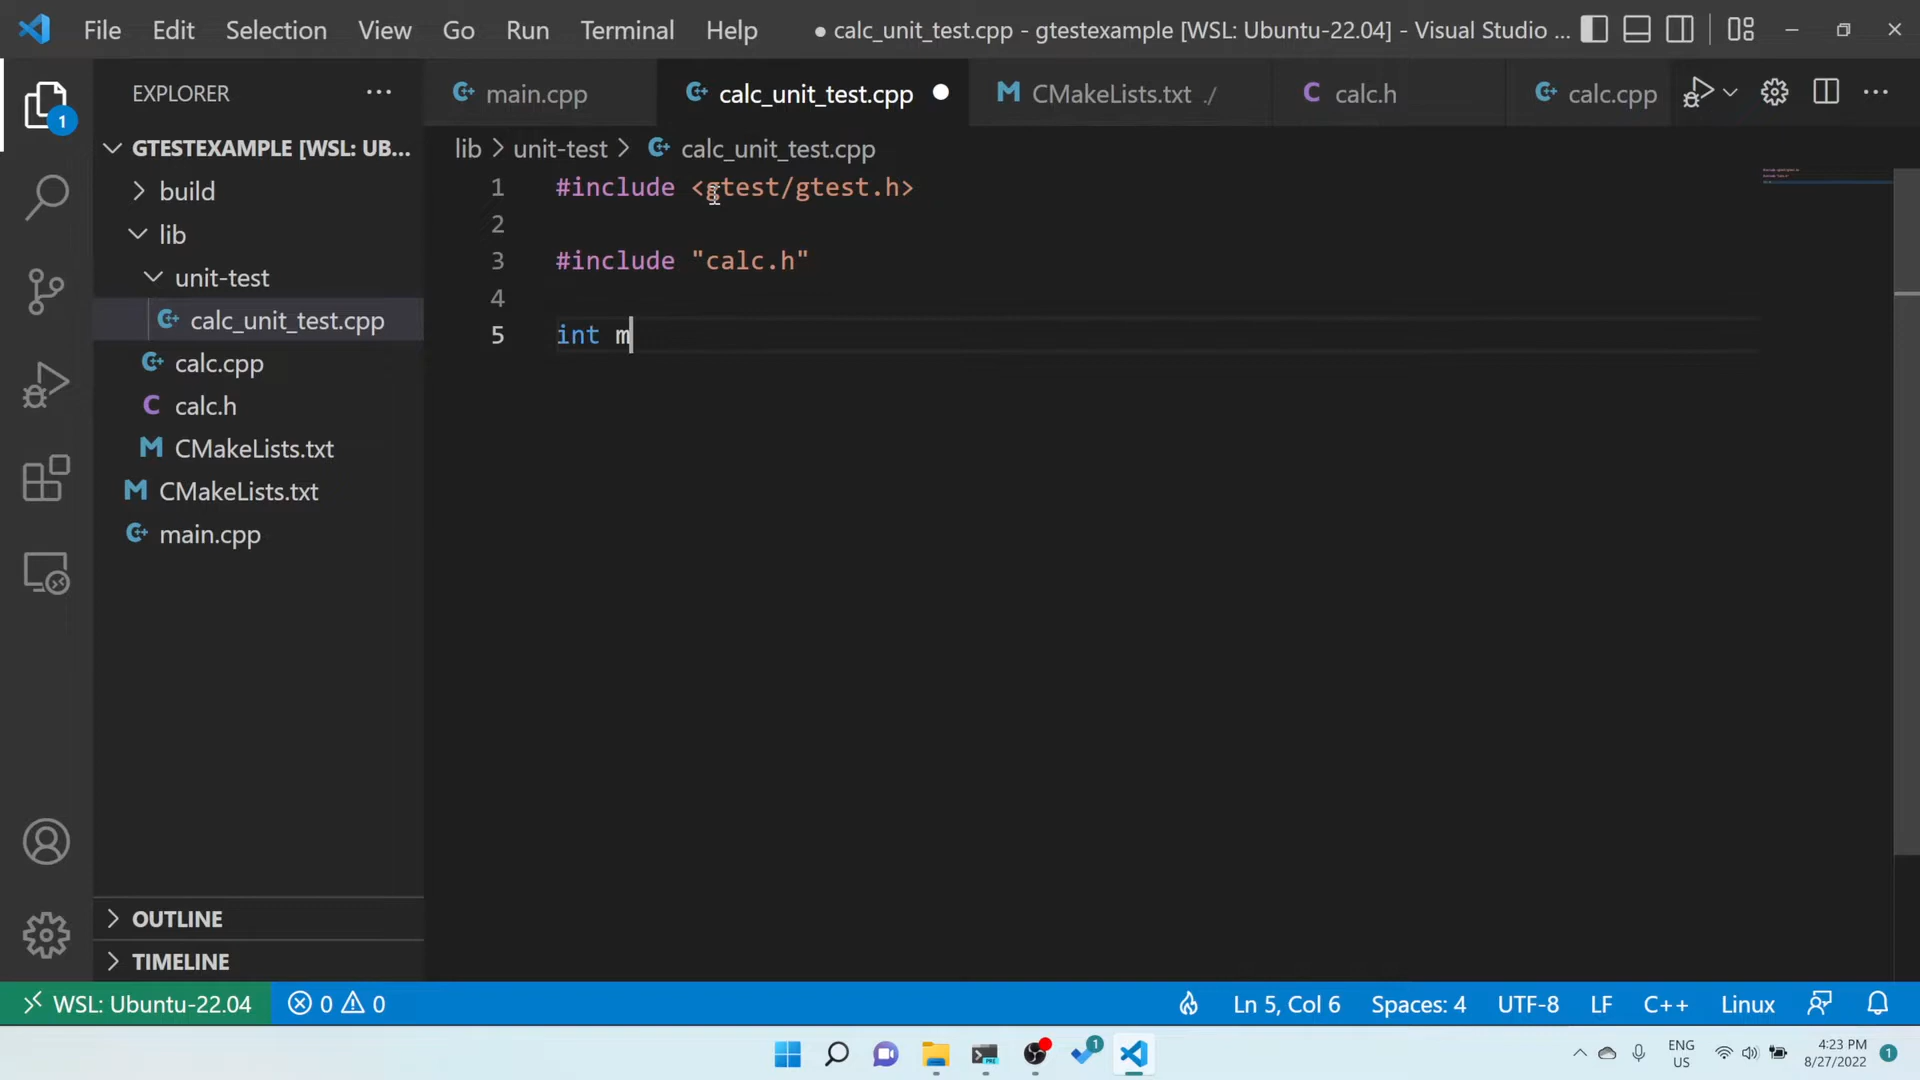 File Edit Selection View Go Run Terminal Help ● calc_unit_test.cpp - gtestexample [WSL: Ubuntu-22.04] - Visual Studio ...
EXPLORER ...
main.cpp calc_unit_test.cpp CMakeLists.txt ./ calc.h calc.cpp
1
GTESTEXAMPLE [WSL: UB...
lib > unit-test > calc_unit_test.cpp
build
lib
unit-test
calc_unit_test.cpp
calc.cpp
calc.h
CMakeLists.txt
CMakeLists.txt
main.cpp
1 #include <gtest/gtest.h>
2
3 #include "calc.h"
4
5 int m
OUTLINE
TIMELINE
WSL: Ubuntu-22.04 0 0 Ln 5, Col 6 Spaces: 4 UTF-8 LF C++ Linux
1 ENG
US
4:23 PM
8/27/2022
1